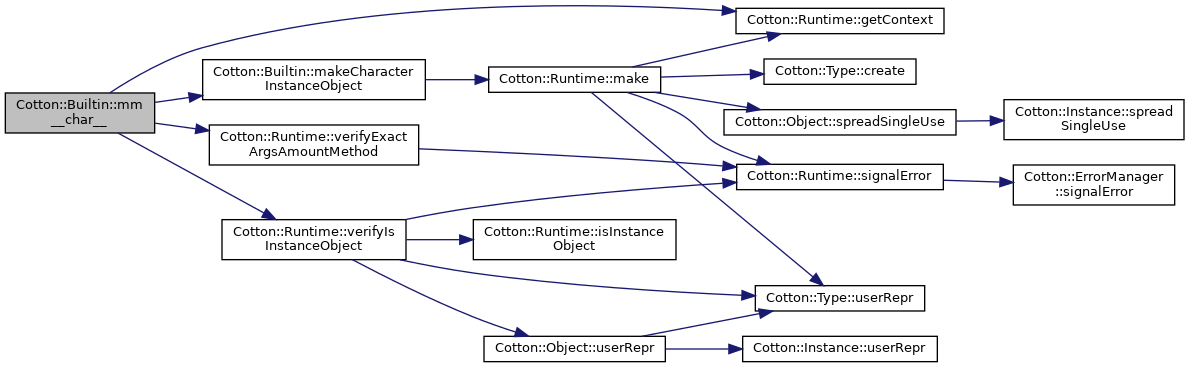 Cotton::Builtin::mm
__char__
Cotton::Runtime::getContext
Cotton::Builtin::makeCharacter
InstanceObject
Cotton::Runtime::make
Cotton::Type::create
Cotton::Object::spreadSingleUse
Cotton::Instance::spread
SingleUse
Cotton::Runtime::verifyExact
ArgsAmountMethod
Cotton::Runtime::signalError
Cotton::ErrorManager
::signalError
Cotton::Runtime::verifyIs
InstanceObject
Cotton::Runtime::isInstance
Object
Cotton::Type::userRepr
Cotton::Object::userRepr
Cotton::Instance::userRepr